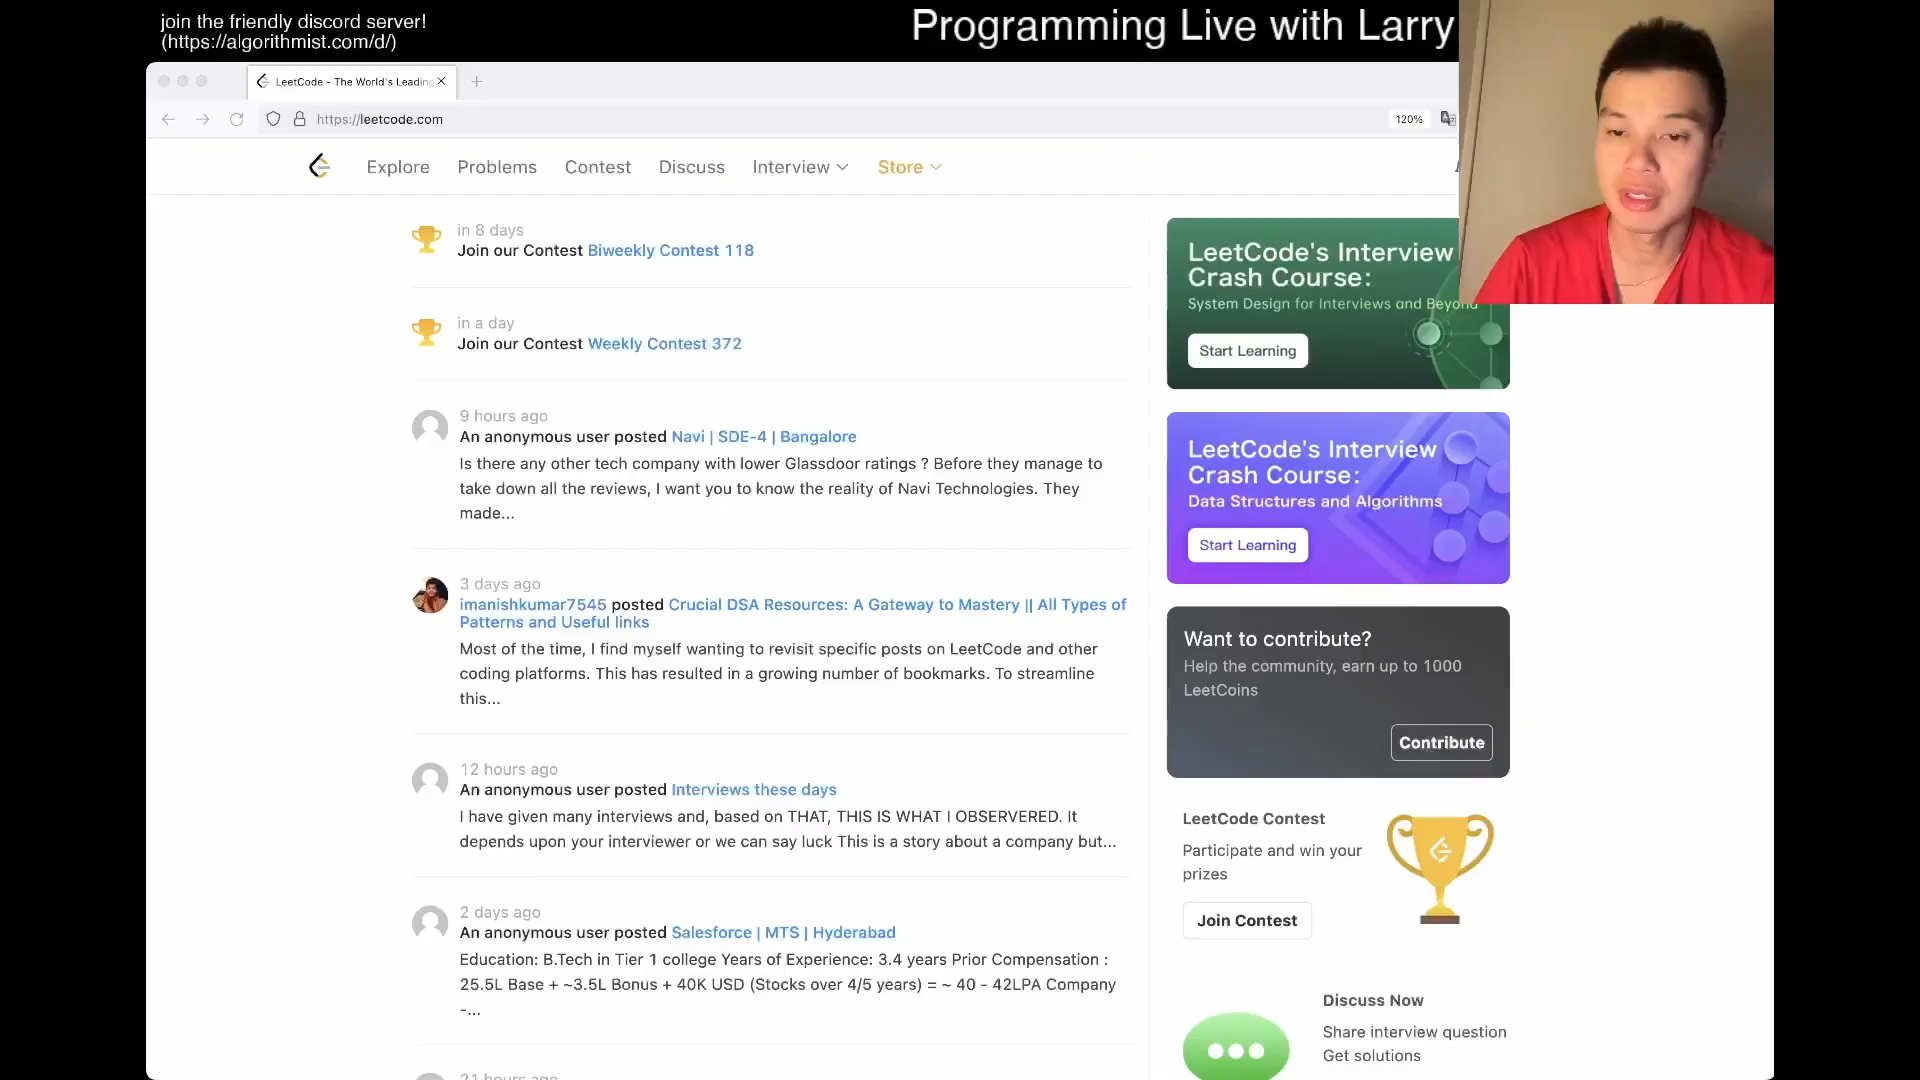 join the friendly discord server!
(https://algorithmist.com/d/)
Programming Live with Larry
LeetCode - The World's Leading
https://leetcode.com
120%
Explore
Problems
Contest
Discuss
Interview
Store
in 8 days
Join our Contest Biweekly Contest 118
in a day
Join our Contest Weekly Contest 372
9 hours ago
An anonymous user posted Navi | SDE-4 | Bangalore
Is there any other tech company with lower Glassdoor ratings ? Before they manage to
take down all the reviews, I want you to know the reality of Navi Technologies. They
made...
3 days ago
imanishkumar7545 posted Crucial DSA Resources: A Gateway to Mastery || All Types of
Patterns and Useful links
Most of the time, I find myself wanting to revisit specific posts on LeetCode and other
coding platforms. This has resulted in a growing number of bookmarks. To streamline
this...
12 hours ago
An anonymous user posted Interviews these days
I have given many interviews and, based on THAT, THIS IS WHAT I OBSERVED. It
depends upon your interviewer or we can say luck This is a story about a company but...
2 days ago
An anonymous user posted Salesforce | MTS | Hyderabad
Education: B.Tech in Tier 1 college Years of Experience: 3.4 years Prior Compensation :
25.5L Base + ~3.5L Bonus + 40K USD (Stocks over 4/5 years) = ~ 40 - 42LPA Company
-...
21 hours ago
LeetCode's Interview
Crash Course:
System Design for Interviews and Beyond
Start Learning
LeetCode's Interview
Crash Course:
Data Structures and Algorithms
Start Learning
Want to contribute?
Help the community, earn up to 1000
LeetCoins
Contribute
LeetCode Contest
Participate and win your
prizes
Join Contest
Discuss Now
Share interview question
Get solutions